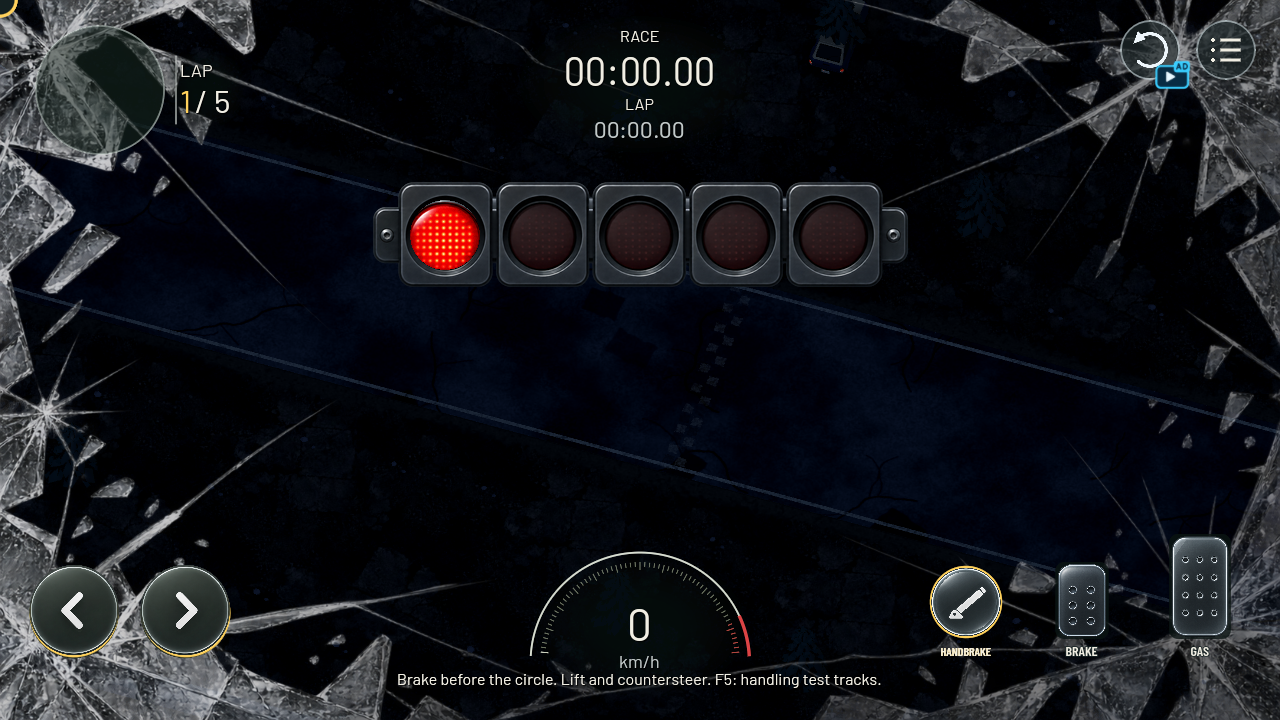 RACE
00:00.00
LAP
00:00.00
LAP
1/ 5
AD
0
km/h
HANDBRAKE
BRAKE
GAS
Brake before the circle. Lift and countersteer. F5: handling test tracks.